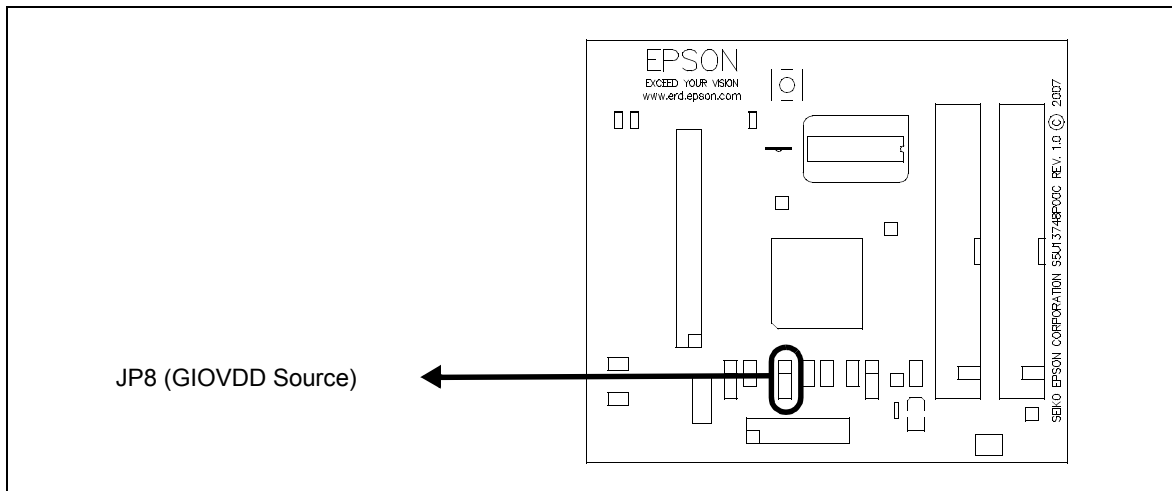 EPSON
EXCEED YOUR VISION
www.erd.epson.com
SEIKO EPSON CORPORATION S5U13748P00C REV. 1.0 © 2007
JP8 (GIOVDD Source)